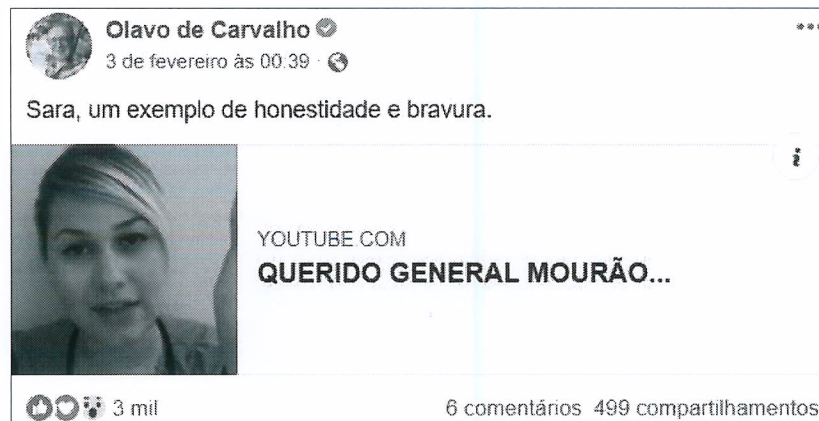 Olavo de Carvalho
3 de fevereiro às 00:39 ·
Sara, um exemplo de honestidade e bravura.
YOUTUBE.COM
QUERIDO GENERAL MOURÃO...
3 mil
6 comentários 499 compartilhamentos